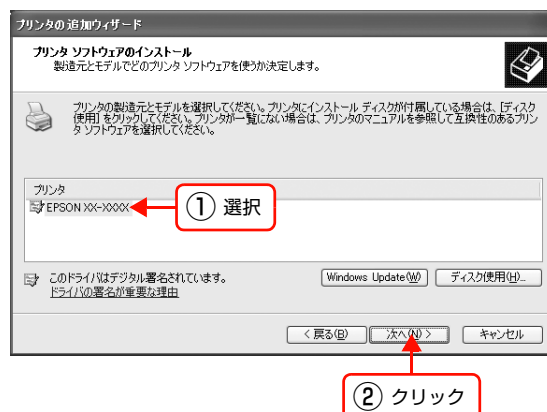 プリンタの追加ウィザード
プリンタ ソフトウェアのインストール
製造元とモデルでどのプリンタ ソフトウェアを使うか決定します。
プリンタの製造元とモデルを選択してください。プリンタにインストール ディスクが付属している場合は、[ディスク
使用] をクリックしてください。プリンタが一覧にない場合は、プリンタのマニュアルを参照して互換性のあるプリン
タ ソフトウェアを選択してください。
プリンタ
EPSON XX-XXXX
① 選択
このドライバはデジタル署名されています。
ドライバの署名が重要な理由
Windows Update(W)
ディスク使用(H)...
< 戻る(B)
次へ(N) >
キャンセル
② クリック